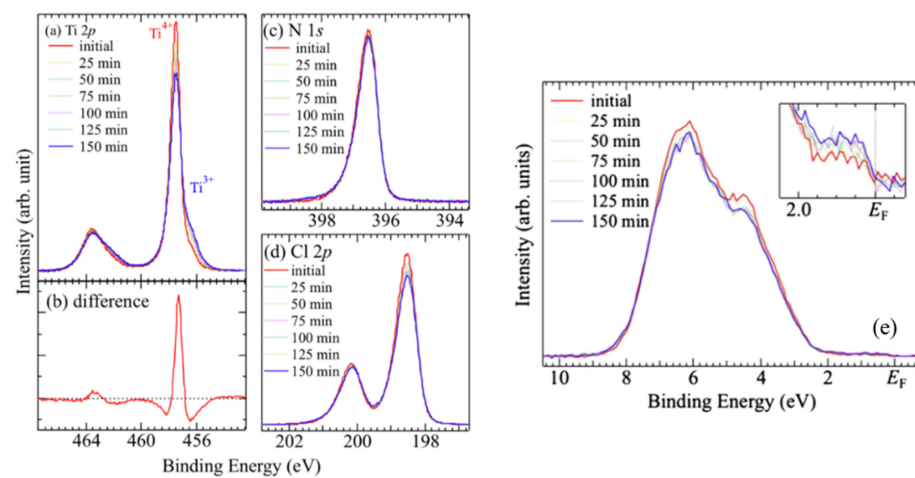 (a) Ti 2p
Ti4+
initial
25 min
50 min
75 min
100 min
125 min
150 min
Ti3+
(b) difference
464
460
456
(c) N 1s
initial
25 min
50 min
75 min
100 min
125 min
150 min
398
396
394
(d) Cl 2p
initial
25 min
50 min
75 min
100 min
125 min
150 min
202
200
198
Intensity (arb. unit)
Binding Energy (eV)
initial
25 min
50 min
75 min
100 min
125 min
150 min
2.0
EF
(e)
10
8
6
4
2
EF
Intensity (arb. units)
Binding Energy (eV)